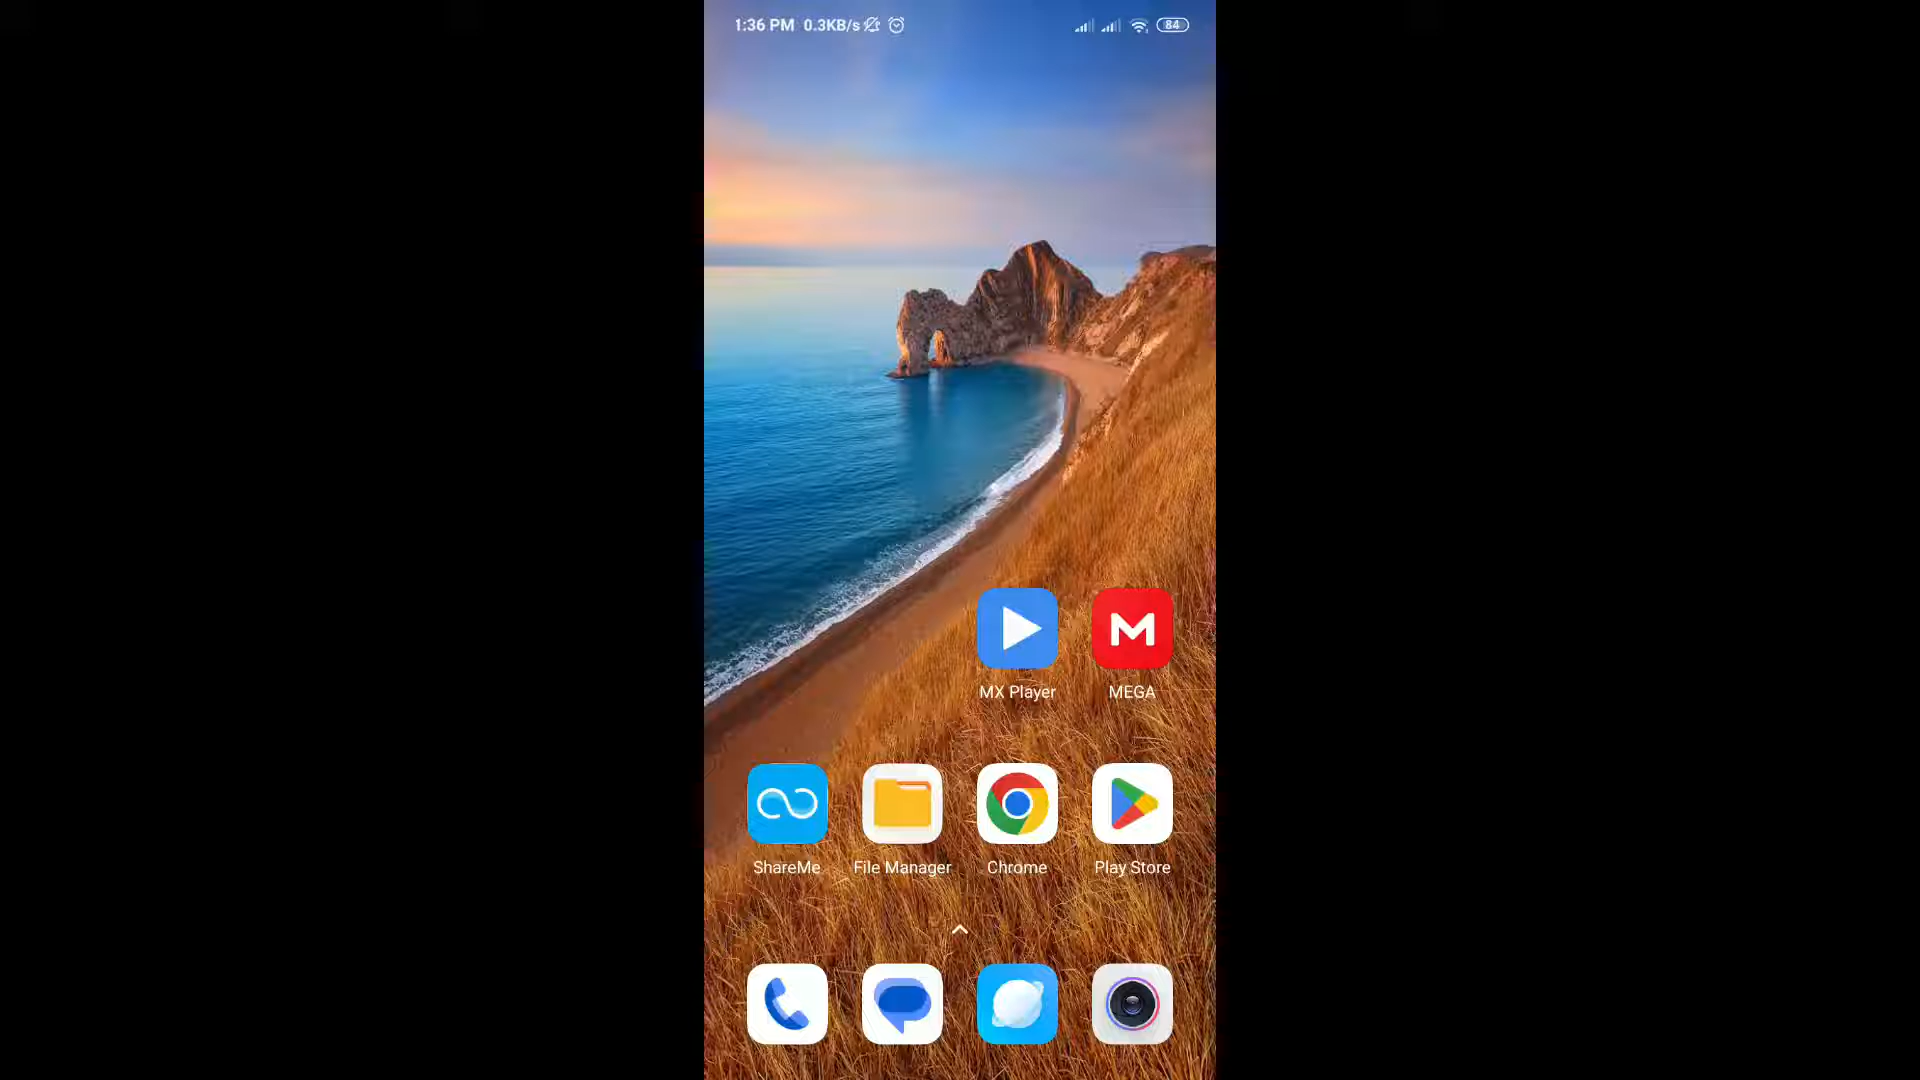 1:36 PM 0.3KB/s 84
MX Player MEGA
ShareMe File Manager Chrome Play Store